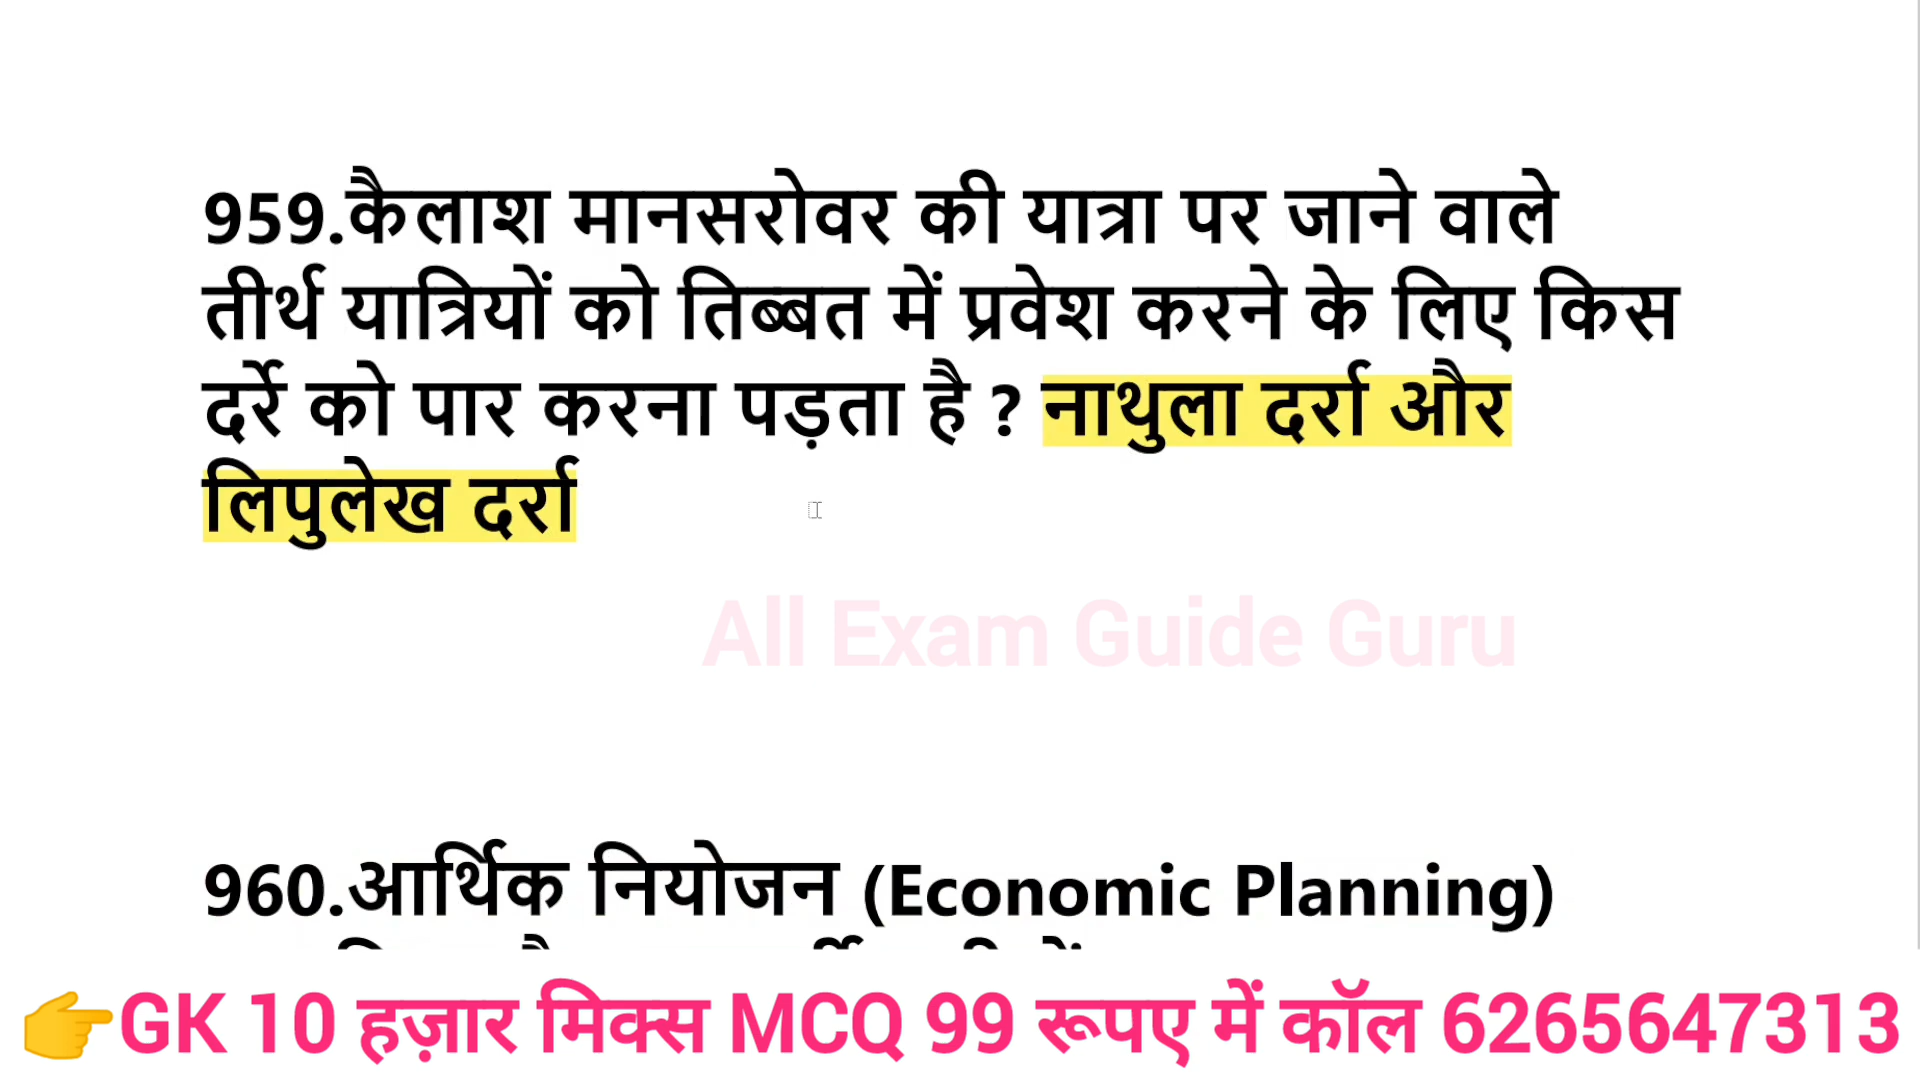 959.कैलाश मानसरोवर की यात्रा पर जाने वाले
तीर्थ यात्रियों को तिब्बत में प्रवेश करने के लिए किस
दर्रे को पार करना पड़ता है ? नाथुला दर्रा और
लिपुलेख दर्रा
All Exam Guide Guru
960.आर्थिक नियोजन (Economic Planning)
👉GK 10 हज़ार मिक्स MCQ 99 रूपए में कॉल 6265647313